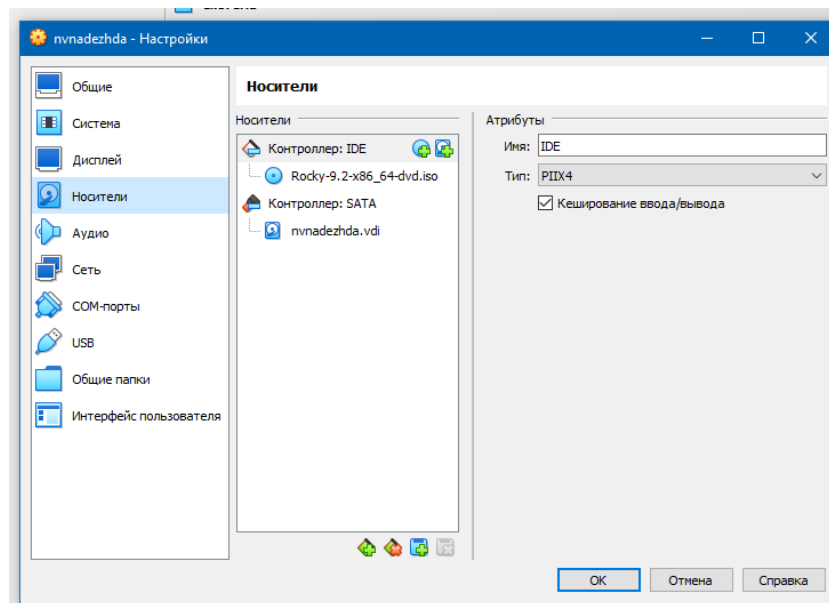 nvnadezhda - Настройки
Общие
Система
Дисплей
Носители
Аудио
Сеть
COM-порты
USB
Общие папки
Интерфейс пользователя
Носители
Носители
Контроллер: IDE
Rocky-9.2-x86_64-dvd.iso
Контроллер: SATA
nvnadezhda.vdi
Атрибуты
Имя: IDE
Тип: PIIX4
Кеширование ввода/вывода
OK Отмена Справка